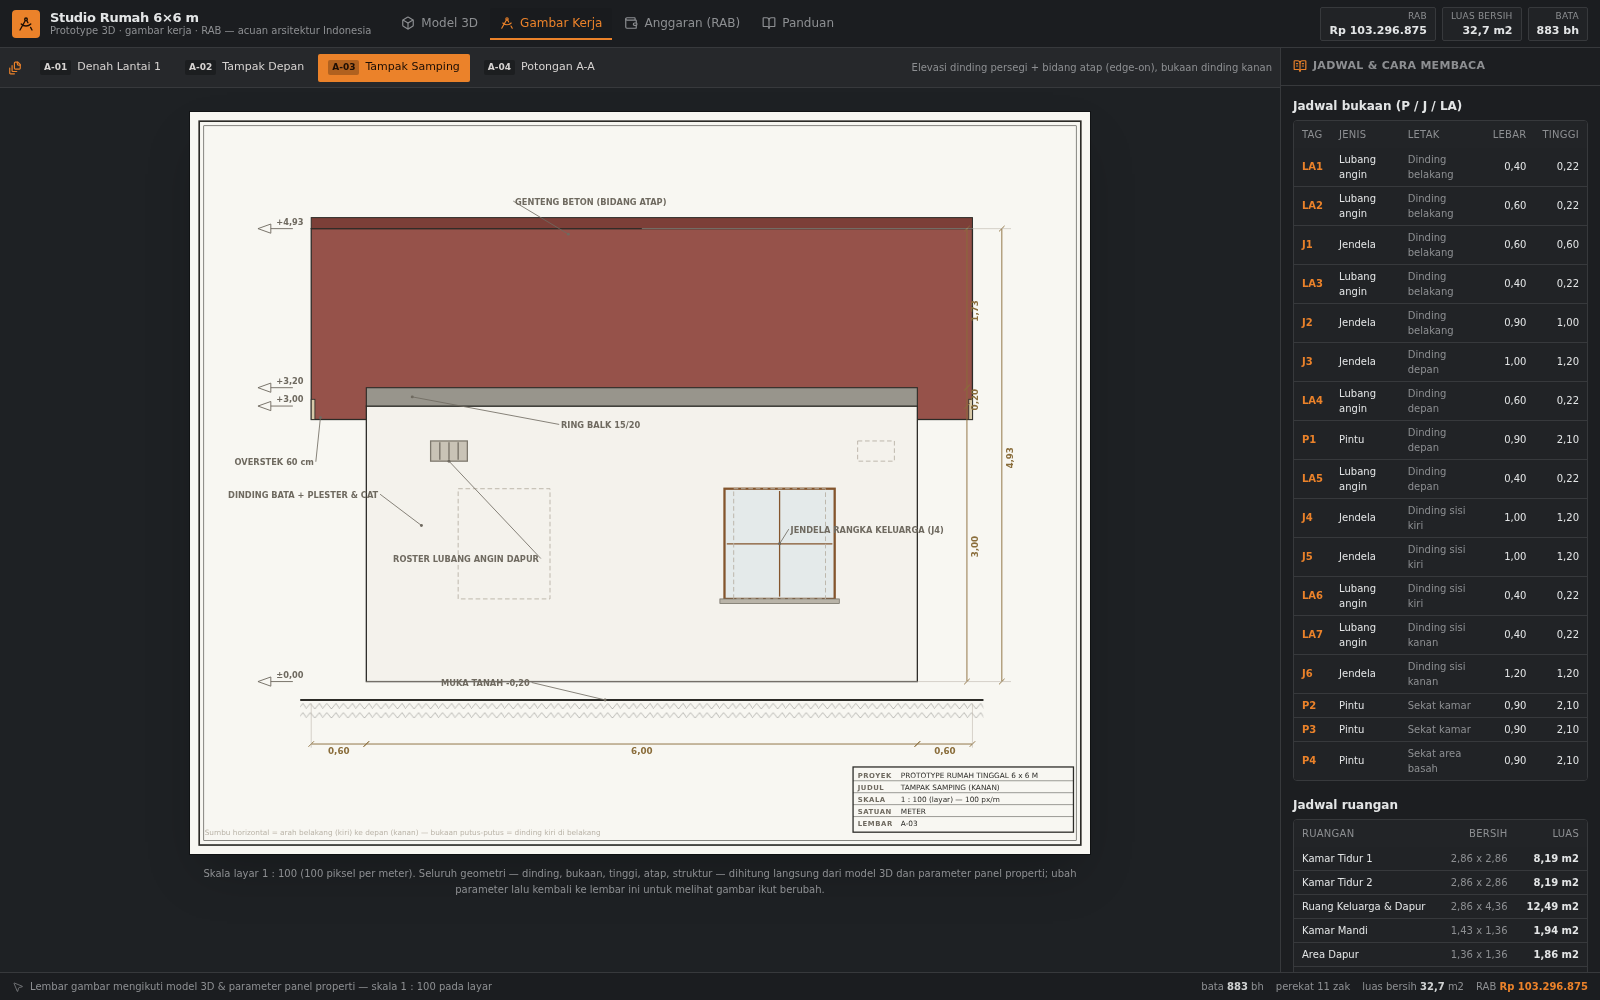 Studio Rumah 6×6 m
Prototype 3D · gambar kerja · RAB — acuan arsitektur Indonesia
Model 3D
Gambar Kerja
Anggaran (RAB)
Panduan
RAB
Rp 103.296.875
LUAS BERSIH
32,7 m2
BATA
883 bh
A-01 Denah Lantai 1
A-02 Tampak Depan
A-03 Tampak Samping
A-04 Potongan A-A
Elevasi dinding persegi + bidang atap (edge-on), bukaan dinding kanan
GENTENG BETON (BIDANG ATAP)
+4,93
1,73
+3,20
+3,00
0,20
RING BALK 15/20
OVERSTEK 60 cm
4,93
DINDING BATA + PLESTER & CAT
JENDELA RANGKA KELUARGA (J4)
3,00
ROSTER LUBANG ANGIN DAPUR
±0,00
MUKA TANAH -0,20
0,60
6,00
0,60
PROYEK PROTOTYPE RUMAH TINGGAL 6 x 6 M
JUDUL TAMPAK SAMPING (KANAN)
SKALA 1 : 100 (layar) — 100 px/m
SATUAN METER
LEMBAR A-03
Sumbu horizontal = arah belakang (kiri) ke depan (kanan) — bukaan putus-putus = dinding kiri di belakang
Skala layar 1 : 100 (100 piksel per meter). Seluruh geometri — dinding, bukaan, tinggi, atap, struktur — dihitung langsung dari model 3D dan parameter panel properti; ubah
parameter lalu kembali ke lembar ini untuk melihat gambar ikut berubah.
JADWAL & CARA MEMBACA
Jadwal bukaan (P / J / LA)
TAG JENIS LETAK LEBAR TINGGI
LA1 Lubang angin Dinding belakang 0,40 0,22
LA2 Lubang angin Dinding belakang 0,60 0,22
J1 Jendela Dinding belakang 0,60 0,60
LA3 Lubang angin Dinding belakang 0,40 0,22
J2 Jendela Dinding belakang 0,90 1,00
J3 Jendela Dinding depan 1,00 1,20
LA4 Lubang angin Dinding depan 0,60 0,22
P1 Pintu Dinding depan 0,90 2,10
LA5 Lubang angin Dinding depan 0,40 0,22
J4 Jendela Dinding sisi kiri 1,00 1,20
J5 Jendela Dinding sisi kiri 1,00 1,20
LA6 Lubang angin Dinding sisi kiri 0,40 0,22
LA7 Lubang angin Dinding sisi kanan 0,40 0,22
J6 Jendela Dinding sisi kanan 1,20 1,20
P2 Pintu Sekat kamar 0,90 2,10
P3 Pintu Sekat kamar 0,90 2,10
P4 Pintu Sekat area basah 0,90 2,10
Jadwal ruangan
RUANGAN BERSIH LUAS
Kamar Tidur 1 2,86 x 2,86 8,19 m2
Kamar Tidur 2 2,86 x 2,86 8,19 m2
Ruang Keluarga & Dapur 2,86 x 4,36 12,49 m2
Kamar Mandi 1,43 x 1,36 1,94 m2
Area Dapur 1,36 x 1,36 1,86 m2
Lembar gambar mengikuti model 3D & parameter panel properti — skala 1 : 100 pada layar
bata 883 bh perekat 11 zak luas bersih 32,7 m2 RAB Rp 103.296.875